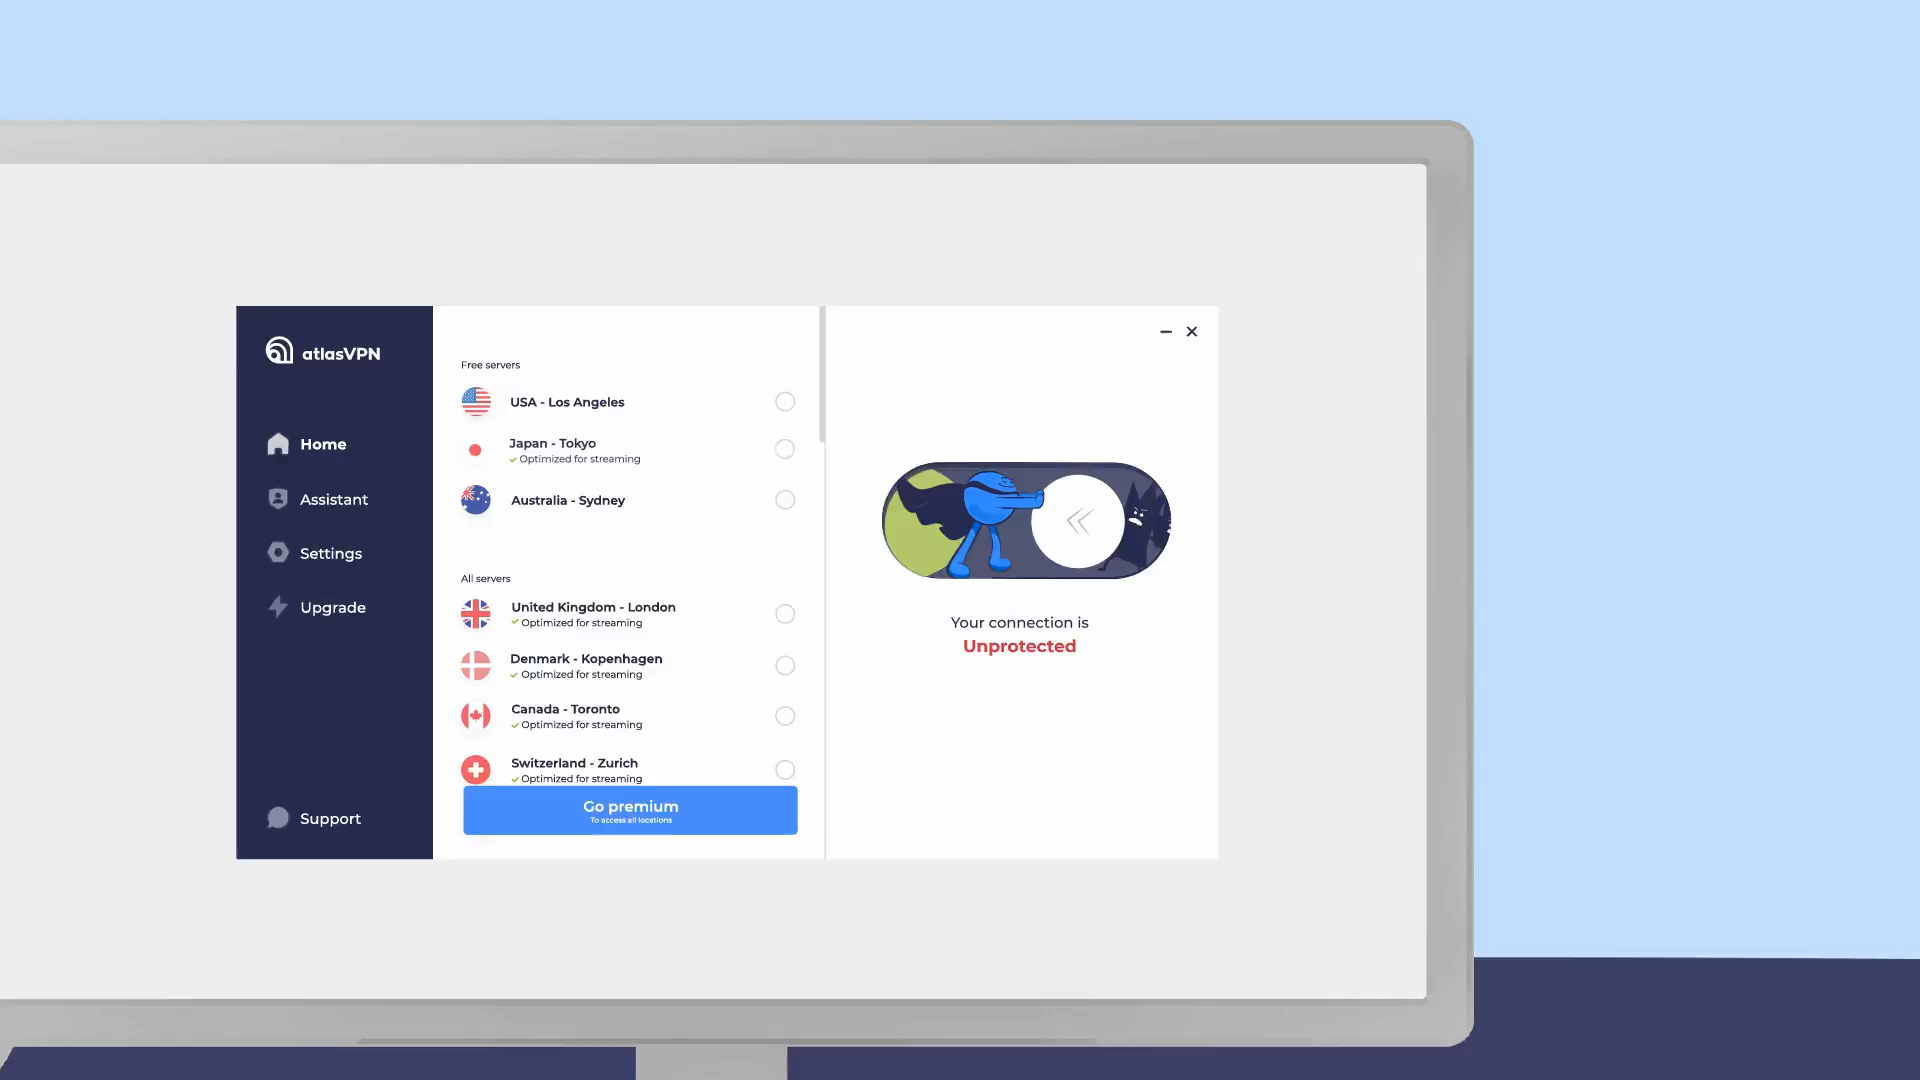 atlasVPN
Home
Assistant
Settings
Upgrade
Support
Free servers
USA - Los Angeles
Japan - Tokyo
Optimized for streaming
Australia - Sydney
All servers
United Kingdom - London
Optimized for streaming
Denmark - Kopenhagen
Optimized for streaming
Canada - Toronto
Optimized for streaming
Switzerland - Zurich
Optimized for streaming
Go premium
To access all locations
Your connection is
Unprotected